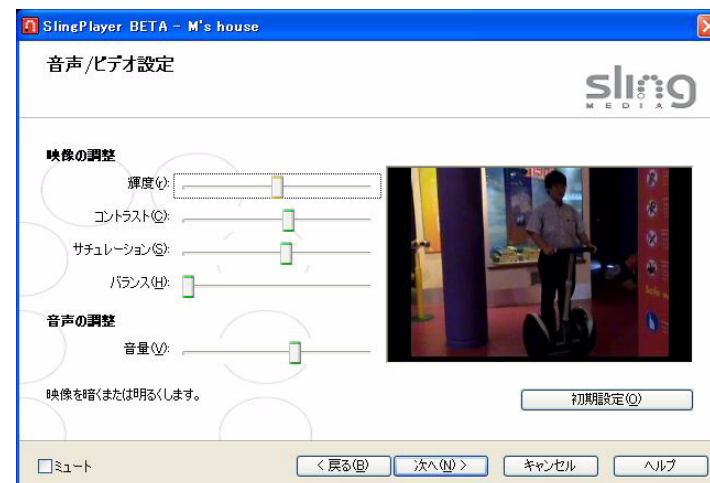 SlingPlayer BETA - M's house
音声/ビデオ設定
sling
MEDIA
映像の調整
輝度(r):
コントラスト(C):
サチュレーション(S):
バランス(H):
音声の調整
音量(V):
映像を暗くまたは明るくします。
初期設定(O)
ミュート
< 戻る(B)
次へ(N) >
キャンセル
ヘルプ